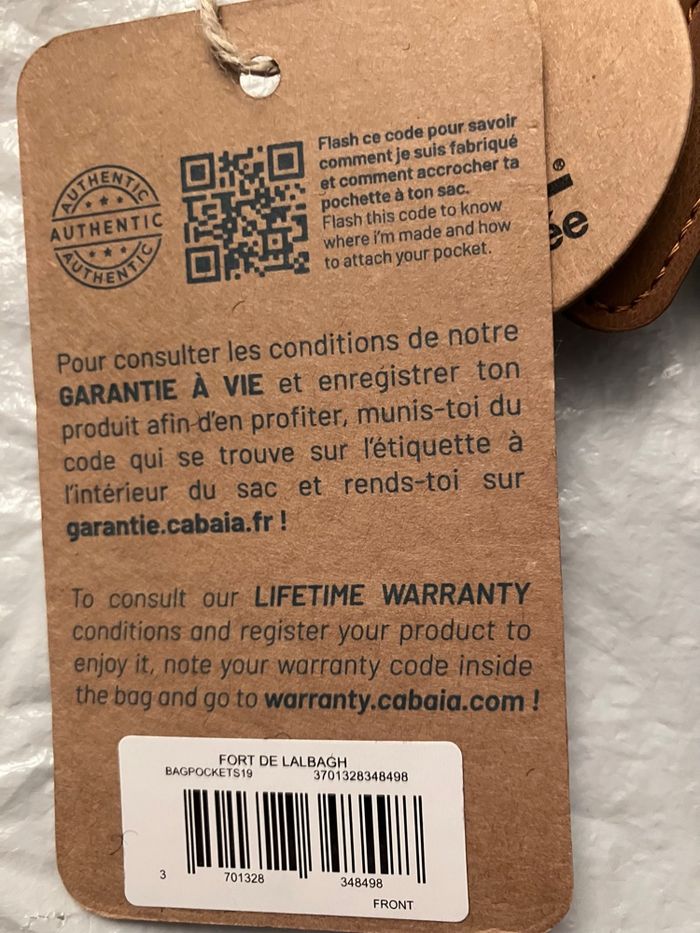 AUTHENTIC
AUTHENTIC
AUTHENTIC
Flash ce code pour savoir
comment je suis fabriqué
et comment accrocher ta
pochette à ton sac.
Flash this code to know
where i'm made and how
to attach your pocket.
®
ée
Pour consulter les conditions de notre
GARANTIE À VIE et enregistrer ton
produit afin d'en profiter, munis-toi du
code qui se trouve sur l'étiquette à
l'intérieur du sac et rends-toi sur
garantie.cabaia.fr !
To consult our LIFETIME WARRANTY
conditions and register your product to
enjoy it, note your warranty code inside
the bag and go to warranty.cabaia.com !
FORT DE LALBAGH
BAGPOCKETS19 3701328348498
3 701328 348498
FRONT